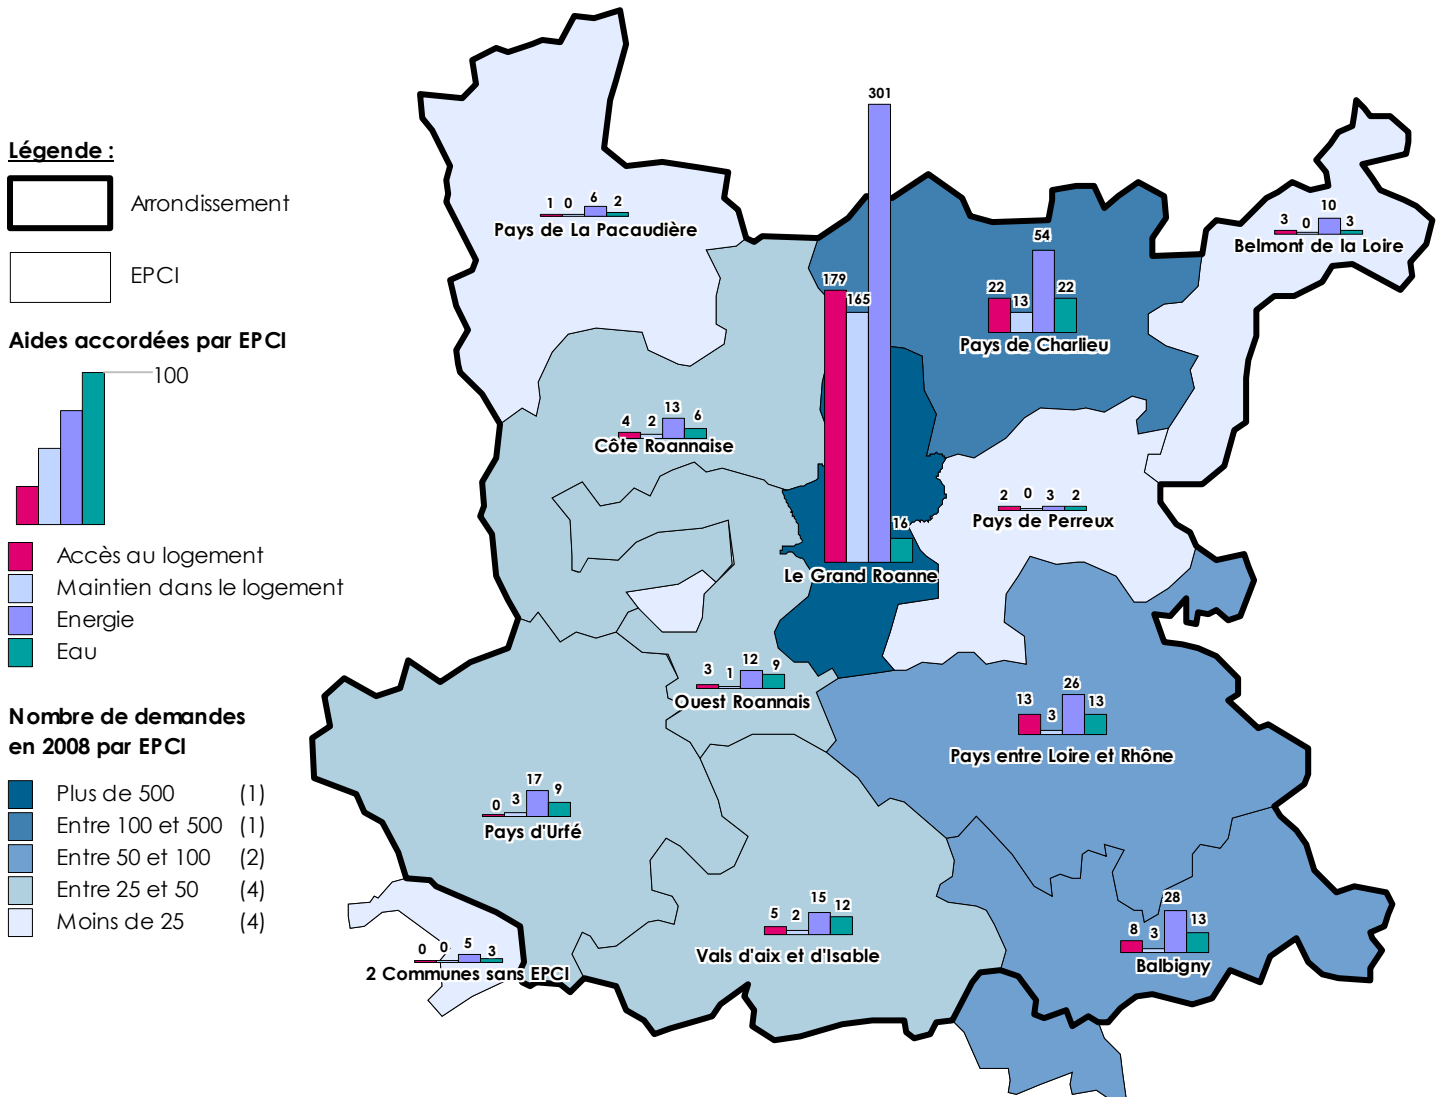 Légende :
Arrondissement
EPCI
Aides accordées par EPCI
100
Accès au logement
Maintien dans le logement
Energie
Eau
Nombre de demandes
en 2008 par EPCI
Plus de 500 (1)
Entre 100 et 500 (1)
Entre 50 et 100 (2)
Entre 25 et 50 (4)
Moins de 25 (4)
1 0 6 2
Pays de La Pacaudière
301
179
165
16
Le Grand Roanne
54
22 13 22
Pays de Charlieu
3 0 10 3
Belmont de la Loire
4 2 13 6
Côte Roannaise
2 0 3 2
Pays de Perreux
3 1 12 9
Ouest Roannais
13 3 26 13
Pays entre Loire et Rhône
0 3 17 9
Pays d'Urfé
5 2 15 12
Vals d'aix et d'Isable
8 3 28 13
Balbigny
0 0 5 3
2 Communes sans EPCI